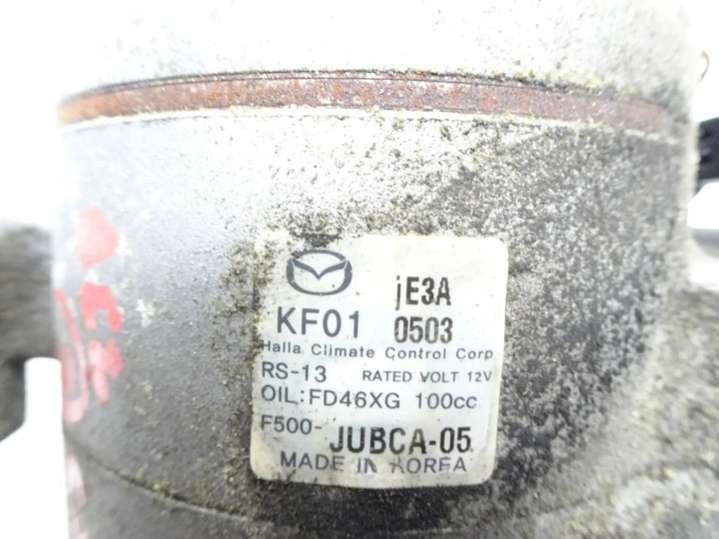 jE3A
KF01 0503
Halla Climate Control Corp
RS-13 RATED VOLT 12V
OIL:FD46XG 100cc
F500-JUBCA-05
MADE IN KOREA